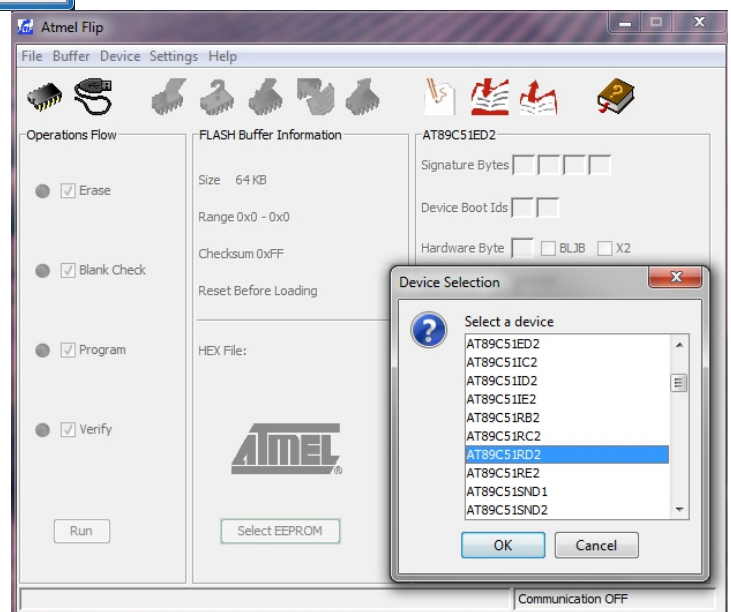 Atmel Flip
File Buffer Device Settings Help
Operations Flow
Erase
Blank Check
Program
Verify
Run
FLASH Buffer Information
Size 64 KB
Range 0x0 - 0x0
Checksum 0xFF
Reset Before Loading
HEX File:
ATMEL
®
Select EEPROM
AT89C51ED2
Signature Bytes
Device Boot Ids
Hardware Byte BLJB X2
Device Selection
Select a device
AT89C51ED2
AT89C51IC2
AT89C51ID2
AT89C51IE2
AT89C51RB2
AT89C51RC2
AT89C51RD2
AT89C51RE2
AT89C51SND1
AT89C51SND2
OK Cancel
Communication OFF